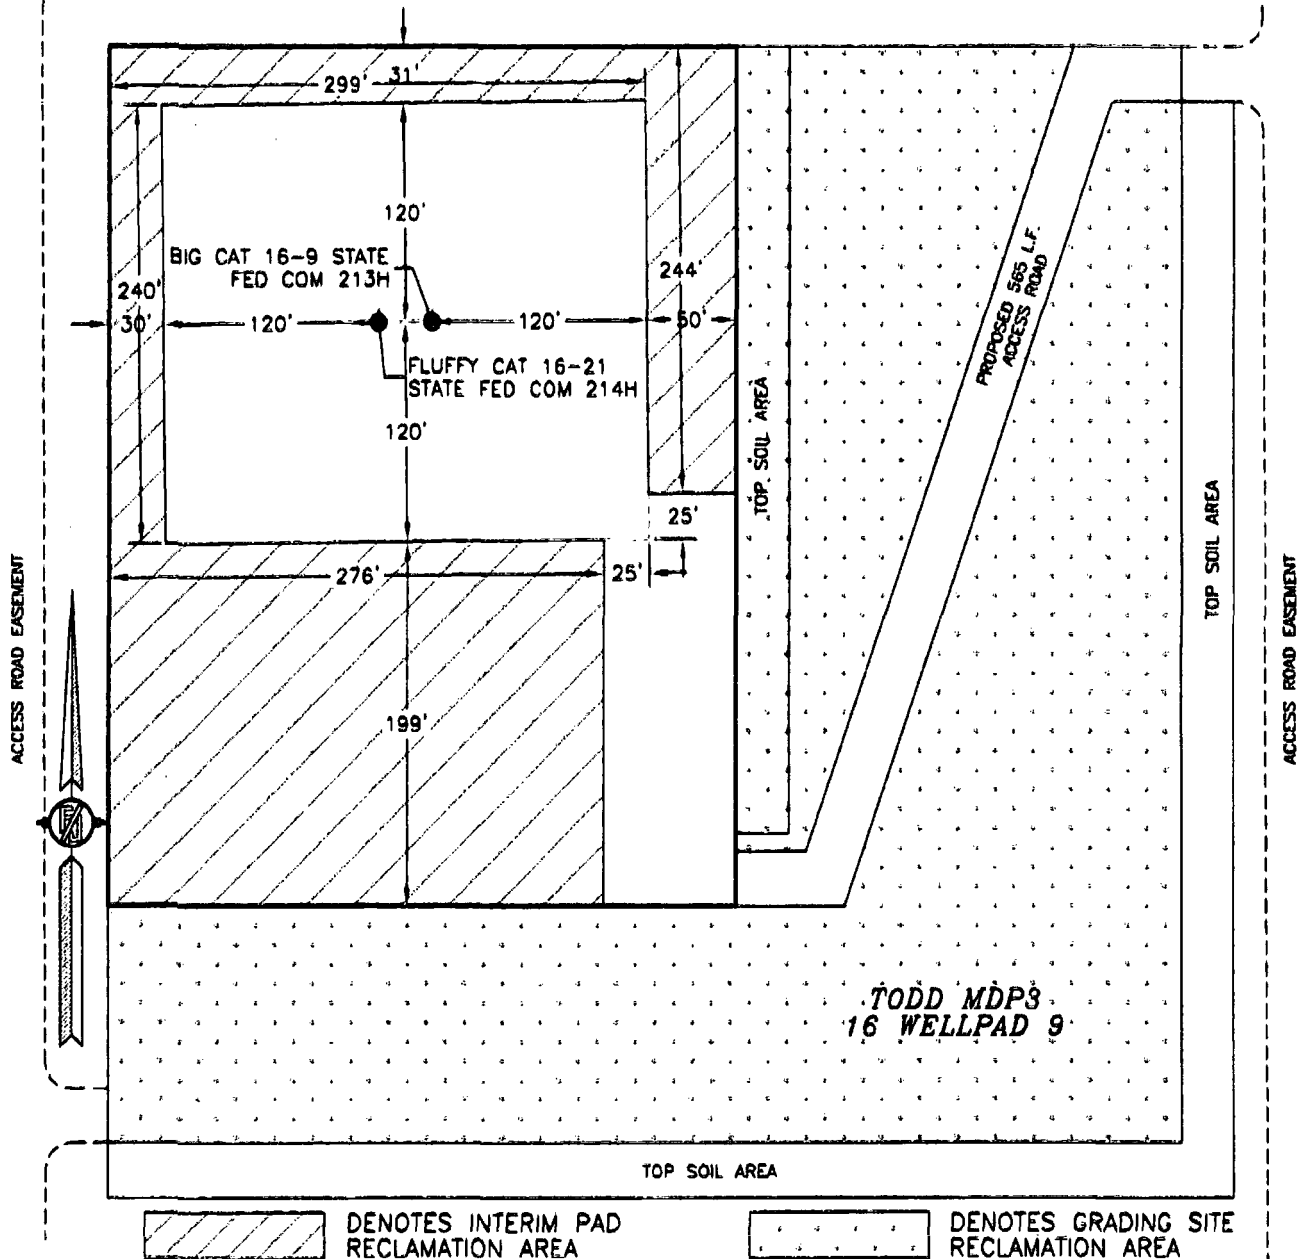 31'
299'
120'
BIG CAT 16-9 STATE
FED COM 213H
240'
244'
30'
120'
120'
50'
FLUFFY CAT 16-21
STATE FED COM 214H
120'
25'
276'
25'
199'
PROPOSED 565 L.F.
ACCESS ROAD
TOP SOIL AREA
TOP SOIL AREA
ACCESS ROAD EASEMENT
ACCESS ROAD EASEMENT
TODD MDP3
16 WELLPAD 9
TOP SOIL AREA
DENOTES INTERIM PAD
RECLAMATION AREA
DENOTES GRADING SITE
RECLAMATION AREA